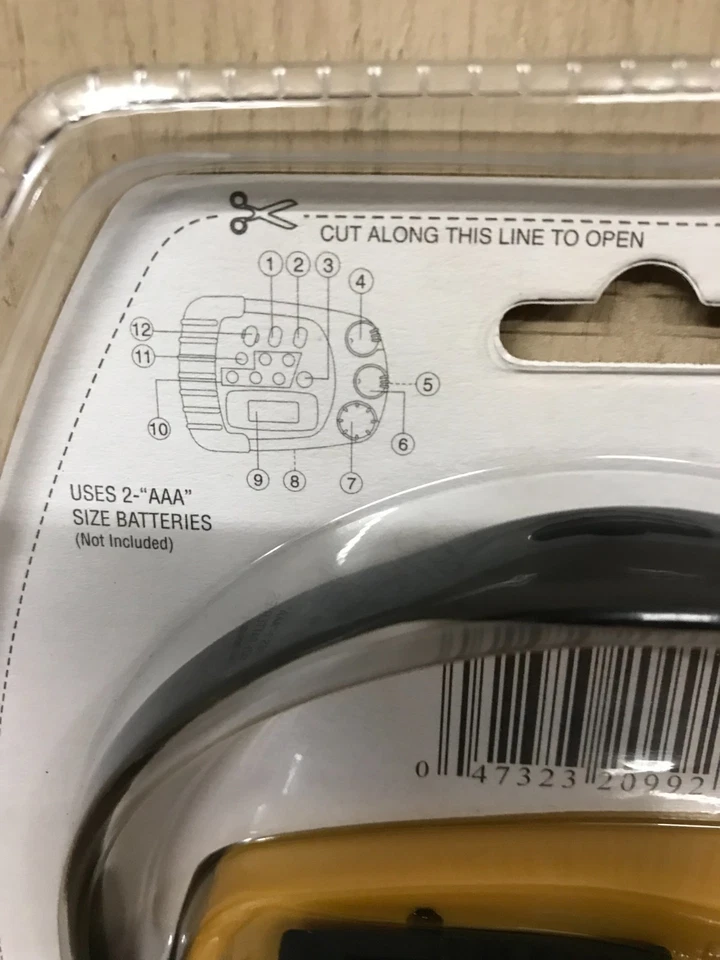 CUT ALONG THIS LINE TO OPEN
1 2 3
4
12
11
5
10
6
9 8 7
USES 2-“AAA”
SIZE BATTERIES
(Not Included)
0 47323 20992